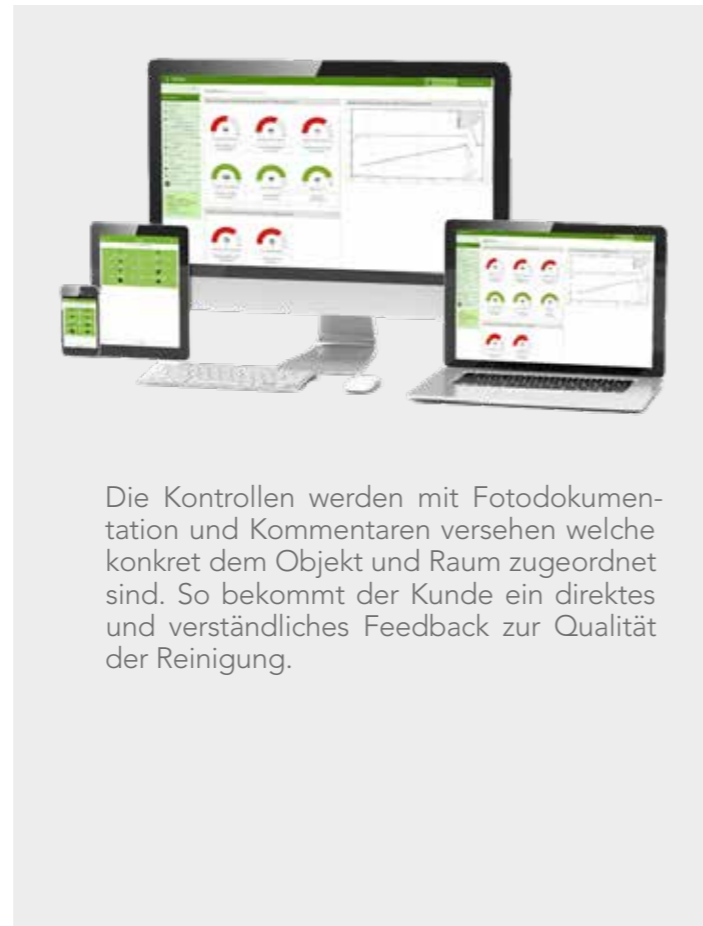 Die Kontrollen werden mit Fotodokumen-
tation und Kommentaren versehen welche
konkret dem Objekt und Raum zugeordnet
sind. So bekommt der Kunde ein direktes
und verständliches Feedback zur Qualität
der Reinigung.